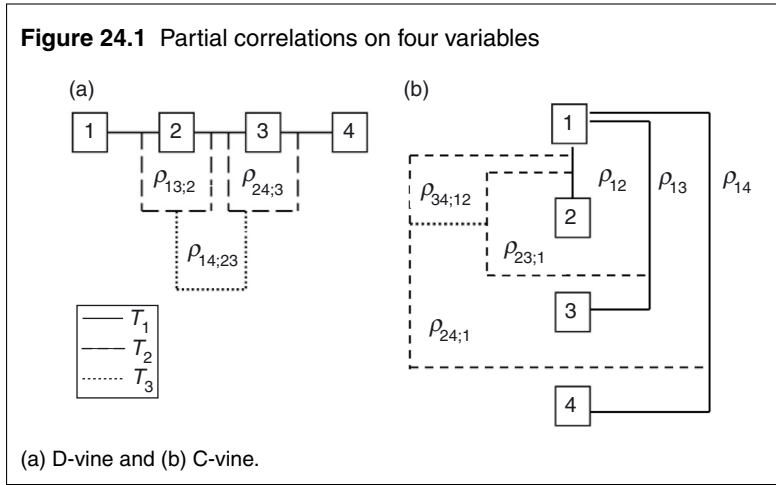 Figure 24.1 Partial correlations on four variables
(a)
1 2 3 4
ρ13;2 ρ24;3
ρ14;23
T1
T2
T3
(b)
1
ρ34;12 ρ12 ρ13 ρ14
2
ρ23;1
3
ρ24;1
4
(a) D-vine and (b) C-vine.